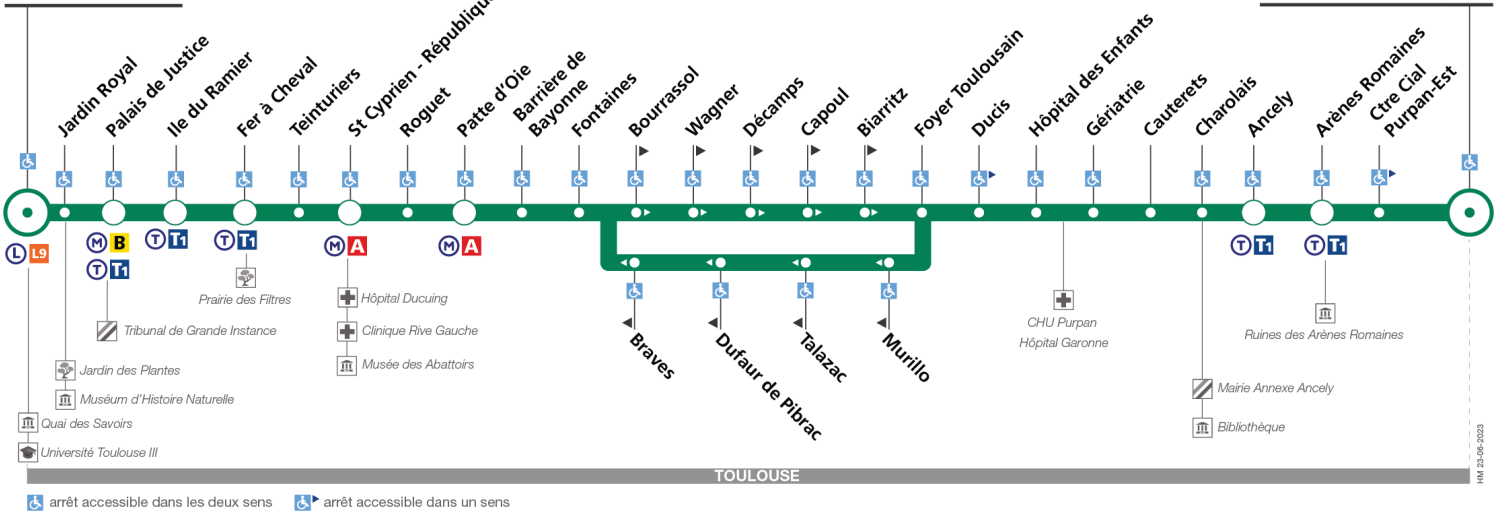 Jardin Royal
Palais de Justice
Ile du Ramier
Fer à Cheval
Teinturiers
St Cyprien - République
Roguet
Patte d'Oie
Barrière de
Bayonne
Fontaines
Bourrassol
Wagner
Décamps
Capoul
Biarritz
Foyer Toulousain
Ducis
Hôpital des Enfants
Gériatrie
Cauterets
Charolais
Ancely
Arènes Romaines
Ctre Cial
Purpan-Est
L L9
M B
T T1
T T1
T T1
M A
M A
T T1
T T1
Prairie des Filtres
Tribunal de Grande Instance
Jardin des Plantes
Muséum d'Histoire Naturelle
Quai des Savoirs
Université Toulouse III
Hôpital Ducuing
Clinique Rive Gauche
Musée des Abattoirs
Braves
Dufaur de Pibrac
Talazac
Murillo
CHU Purpan
Hôpital Garonne
Ruines des Arènes Romaines
Mairie Annexe Ancely
Bibliothèque
HM 23-06-2023
TOULOUSE
arrêt accessible dans les deux sens
arrêt accessible dans un sens